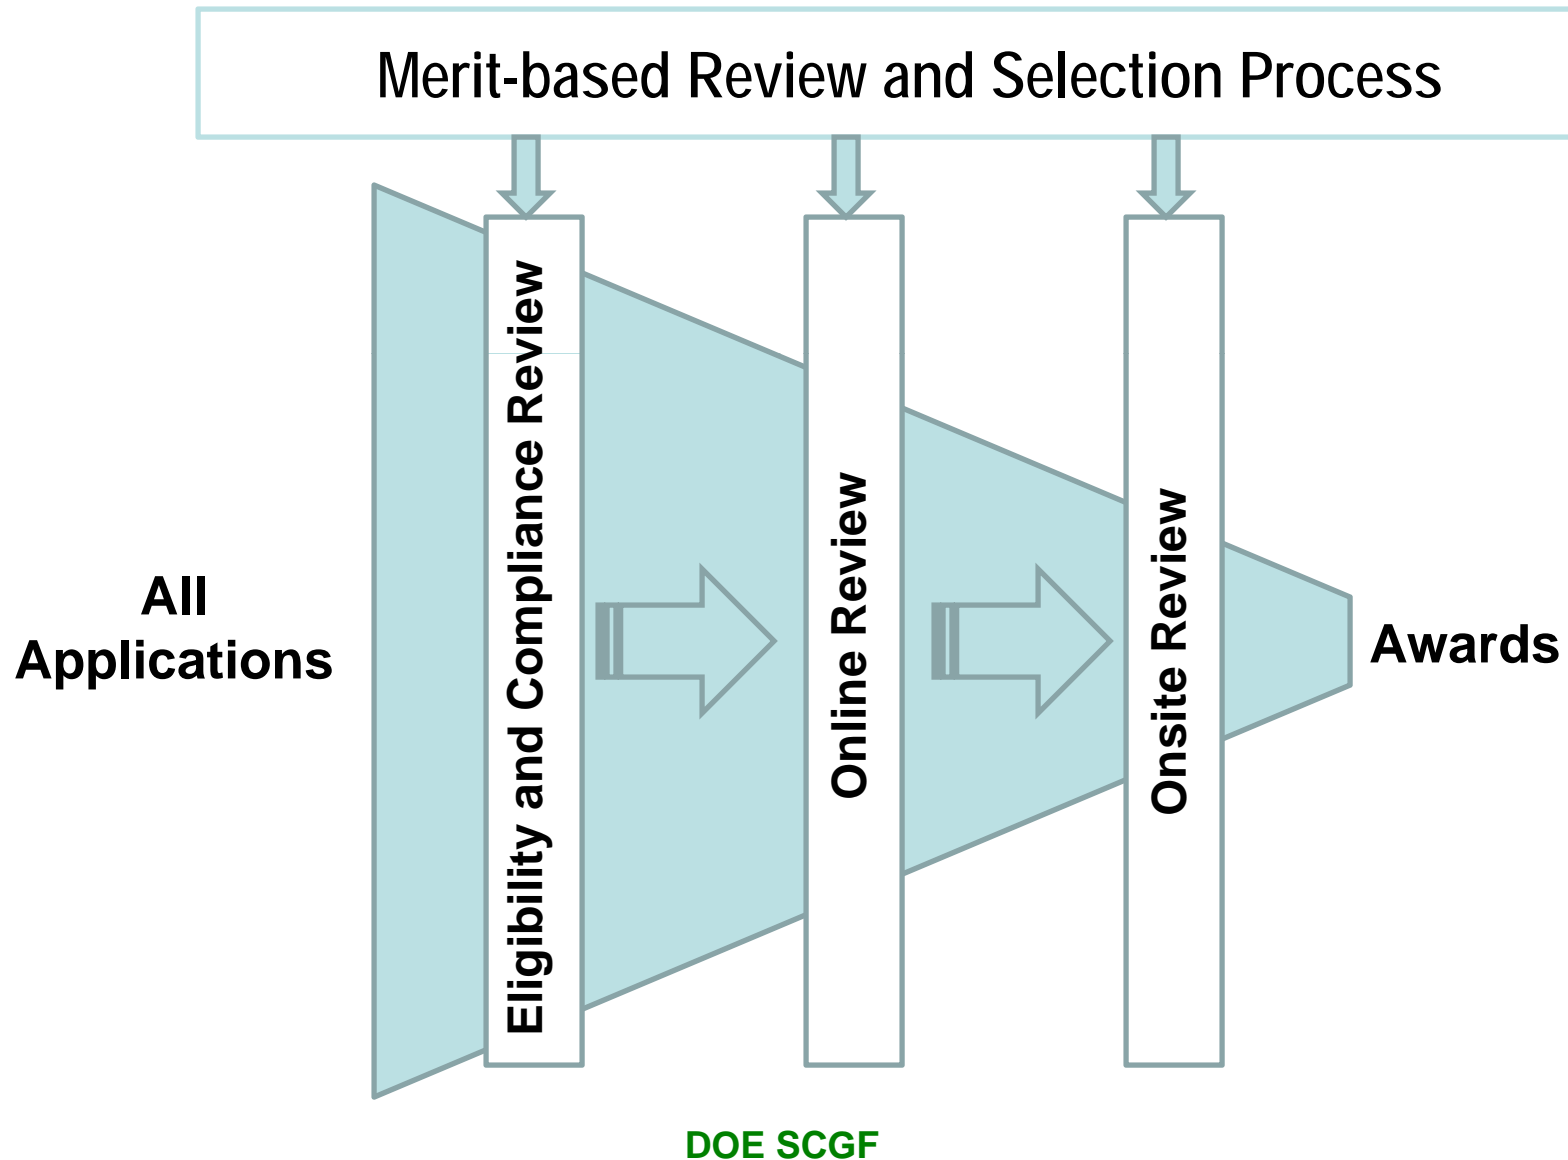 Merit-based Review and Selection Process
All
Applications
Eligibility and Compliance Review
Online Review
Onsite Review
Awards
DOE SCGF